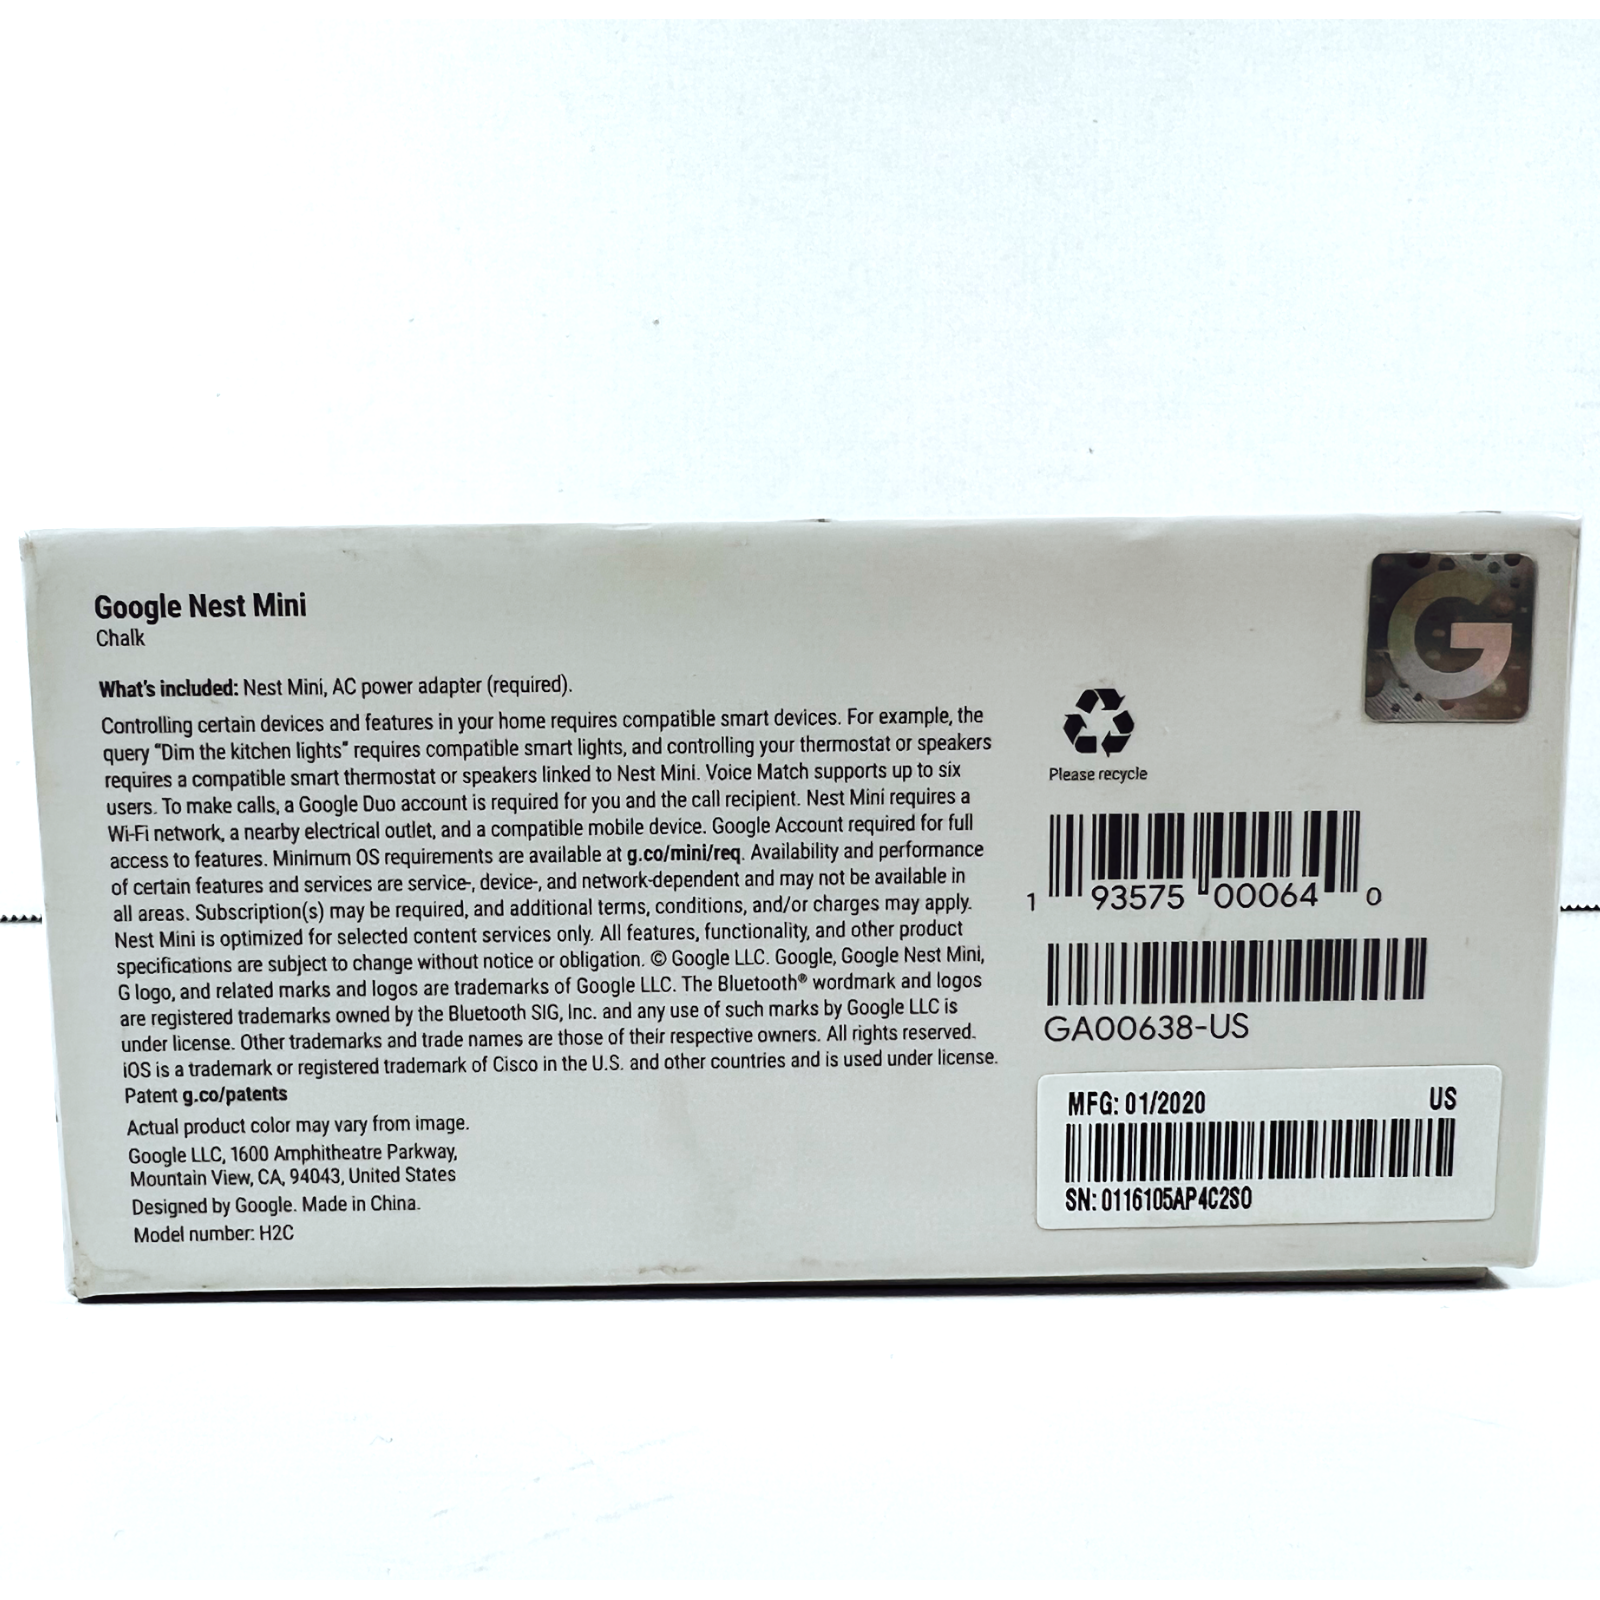 Google Nest Mini
Chalk
What's included: Nest Mini, AC power adapter (required).
Controlling certain devices and features in your home requires compatible smart devices. For example, the
query "Dim the kitchen lights" requires compatible smart lights, and controlling your thermostat or speakers
requires a compatible smart thermostat or speakers linked to Nest Mini. Voice Match supports up to six
users. To make calls, a Google Duo account is required for you and the call recipient. Nest Mini requires a
Wi-Fi network, a nearby electrical outlet, and a compatible mobile device. Google Account required for full
access to features. Minimum OS requirements are available at g.co/mini/req. Availability and performance
of certain features and services are service-, device-, and network-dependent and may not be available in
all areas. Subscription(s) may be required, and additional terms, conditions, and/or charges may apply.
Nest Mini is optimized for selected content services only. All features, functionality, and other product
specifications are subject to change without notice or obligation. © Google LLC. Google, Google Nest Mini,
G logo, and related marks and logos are trademarks of Google LLC. The Bluetooth® wordmark and logos
are registered trademarks owned by the Bluetooth SIG, Inc. and any use of such marks by Google LLC is
under license. Other trademarks and trade names are those of their respective owners. All rights reserved.
iOS is a trademark or registered trademark of Cisco in the U.S. and other countries and is used under license.
Patent g.co/patents
Actual product color may vary from image.
Google LLC, 1600 Amphitheatre Parkway,
Mountain View, CA, 94043, United States
Designed by Google. Made in China.
Model number: H2C
G
Please recycle
1 93575 00064 0
GA00638-US
MFG: 01/2020 US
SN: 0116105AP4C2S0